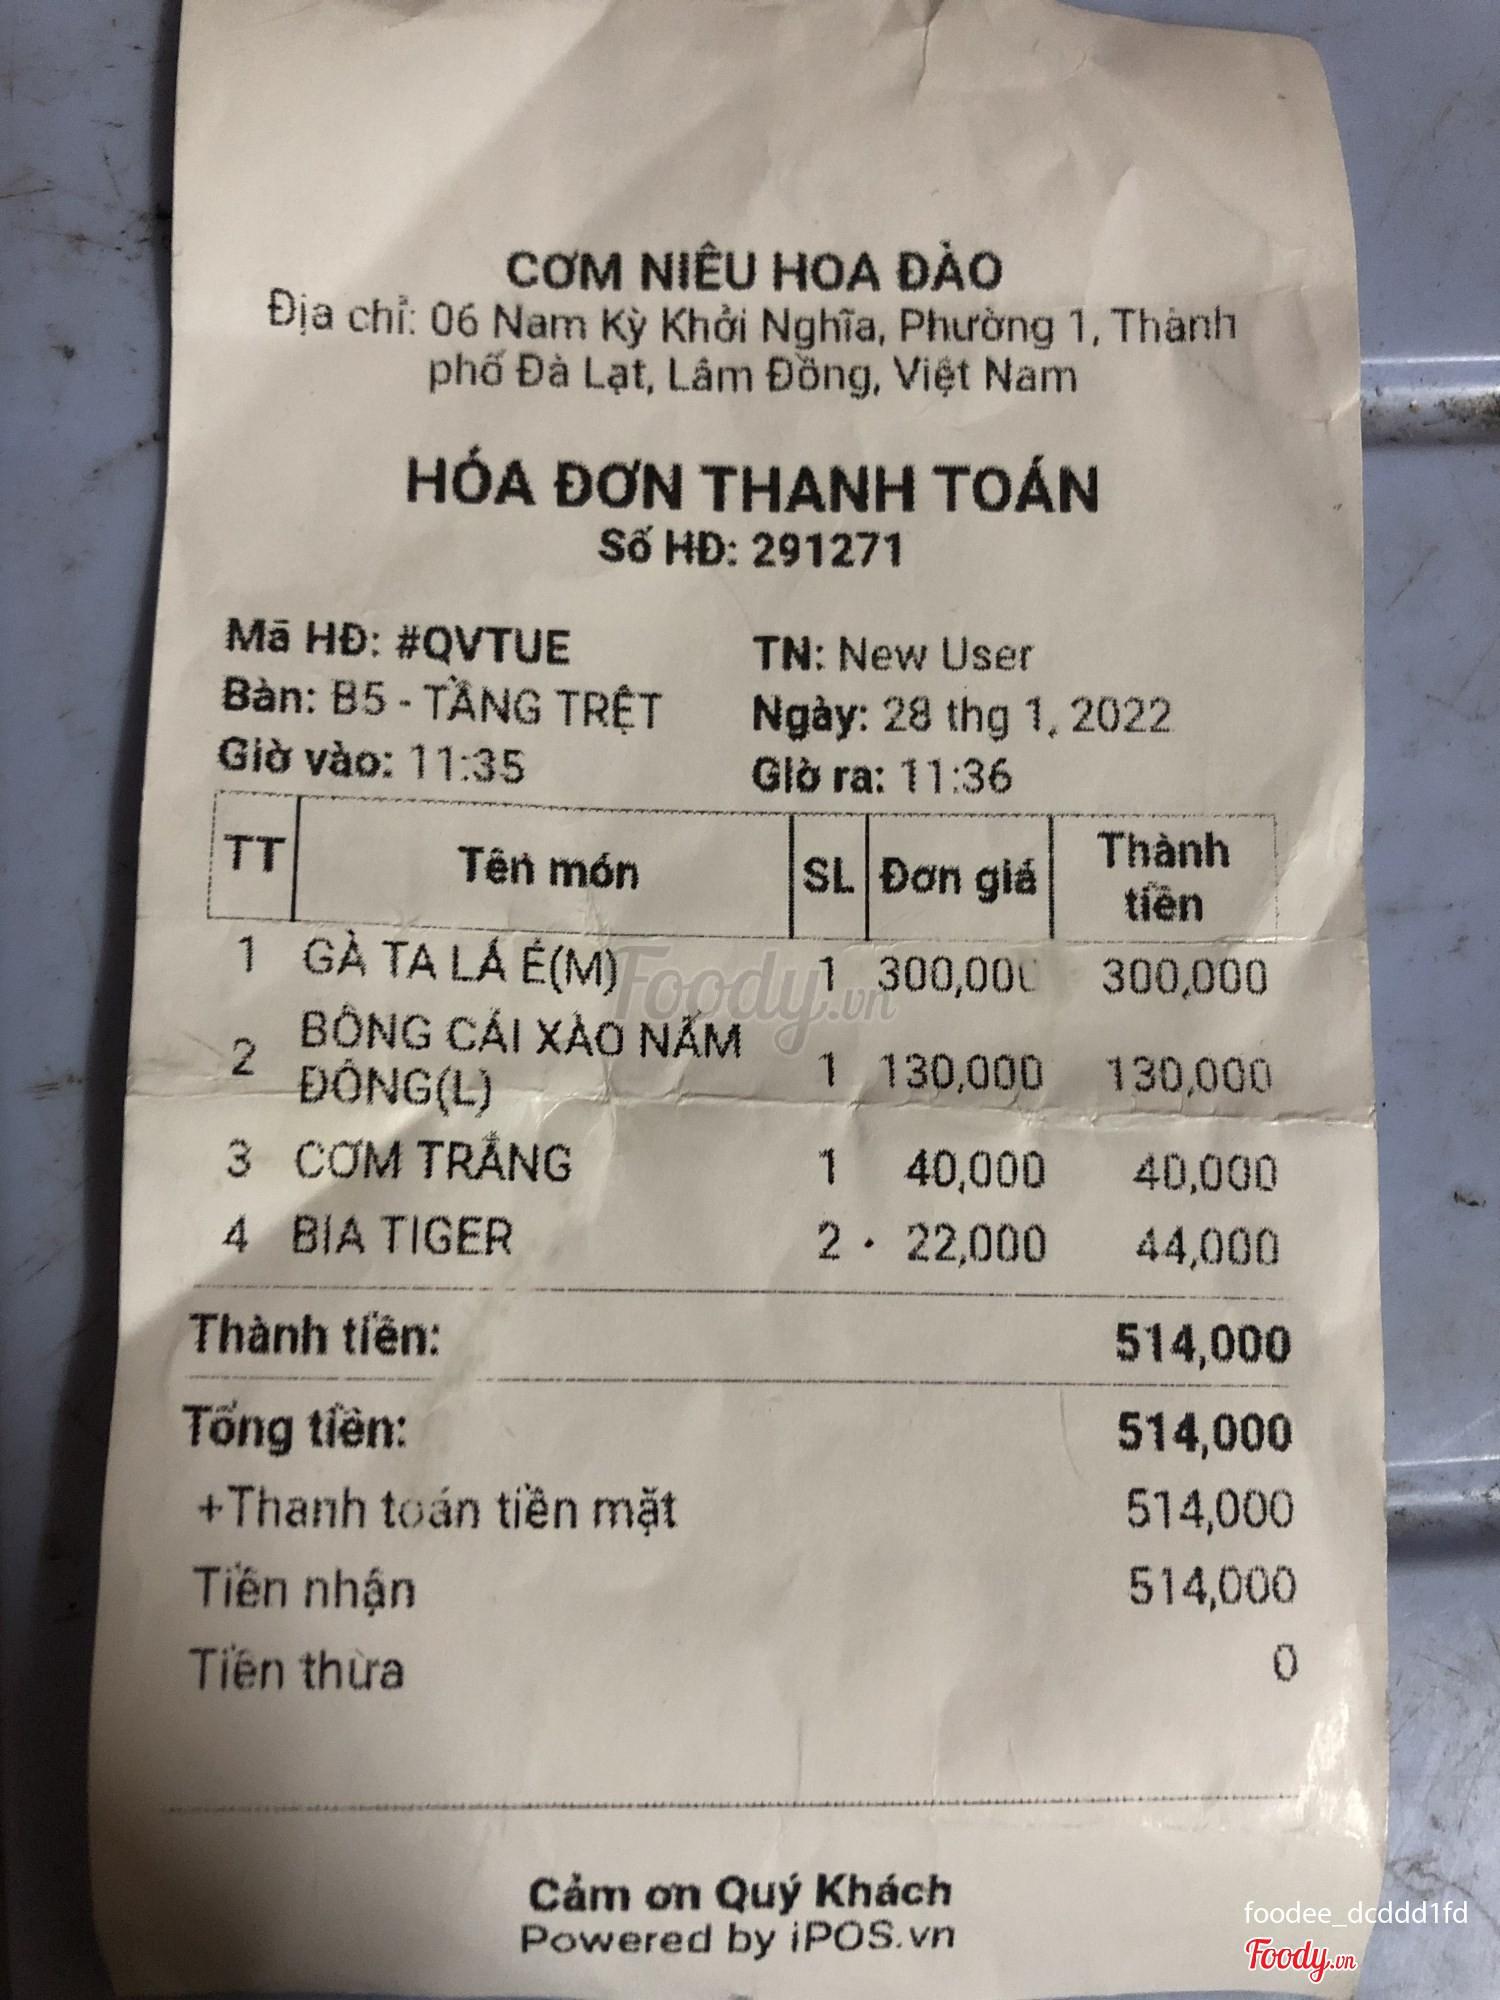 CƠM NIÊU HOA ĐÀO
Địa chỉ: 06 Nam Kỳ Khởi Nghĩa, Phường 1, Thành
phố Đà Lạt, Lâm Đồng, Việt Nam
HÓA ĐƠN THANH TOÁN
Số HĐ: 291271
Mã HĐ: #QVTUE TN: New User
Bàn: B5 - TẦNG TRỆT Ngày: 28 thg 1, 2022
Giờ vào: 11:35 Giờ ra: 11:36
TT Tên món SL Đơn giá Thành tiền
1 GÀ TA LÁ É(M) 1 300,000 300,000
2 BÔNG CẢI XÀO NẤM 
ĐÔNG(L) 1 130,000 130,000
3 CƠM TRẮNG 1 40,000 40,000
4 BIA TIGER 2 22,000 44,000
Thành tiền: 514,000
Tổng tiền: 514,000
+Thanh toán tiền mặt 514,000
Tiền nhận 514,000
Tiền thừa 0
Cảm ơn Quý Khách
Powered by iPOS.vn
Foody.vn
foodee_dcddd1fd
Foody.vn